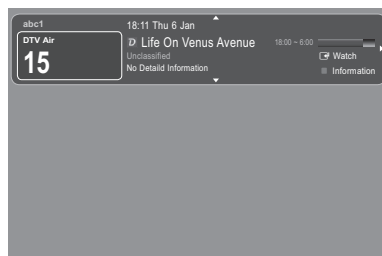 abc1
DTV Air
15
18:11 Thu 6 Jan
D Life On Venus Avenue 18:00 ~ 6:00
Unclassified
No Detaild Information
Watch
Information